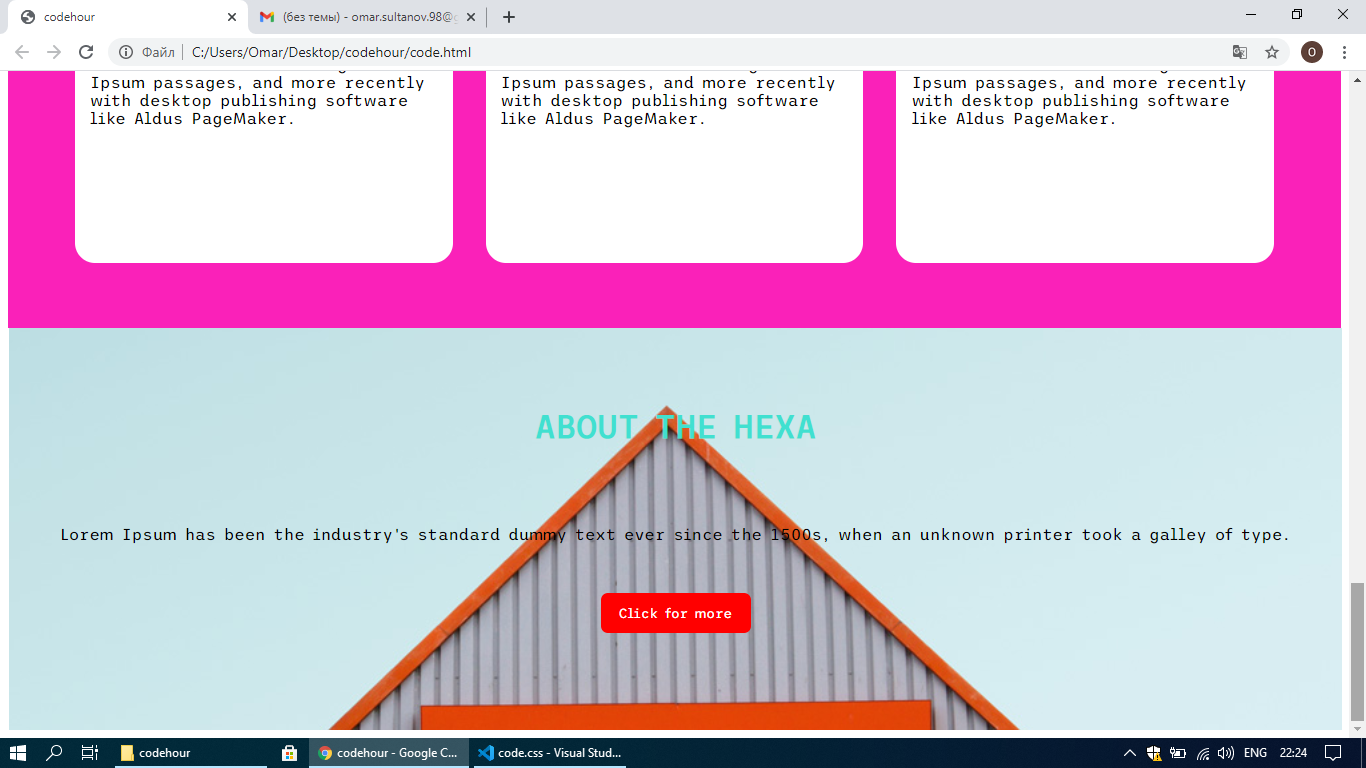 codehour
(без темы) - omar.sultanov.98@
Файл
C:/Users/Omar/Desktop/codehour/code.html
O
Ipsum passages, and more recently
with desktop publishing software
like Aldus PageMaker.
Ipsum passages, and more recently
with desktop publishing software
like Aldus PageMaker.
Ipsum passages, and more recently
with desktop publishing software
like Aldus PageMaker.
ABOUT THE HEXA
Lorem Ipsum has been the industry's standard dummy text ever since the 1500s, when an unknown printer took a galley of type.
Click for more
codehour
codehour - Google C...
code.css - Visual Stud...
ENG
22:24